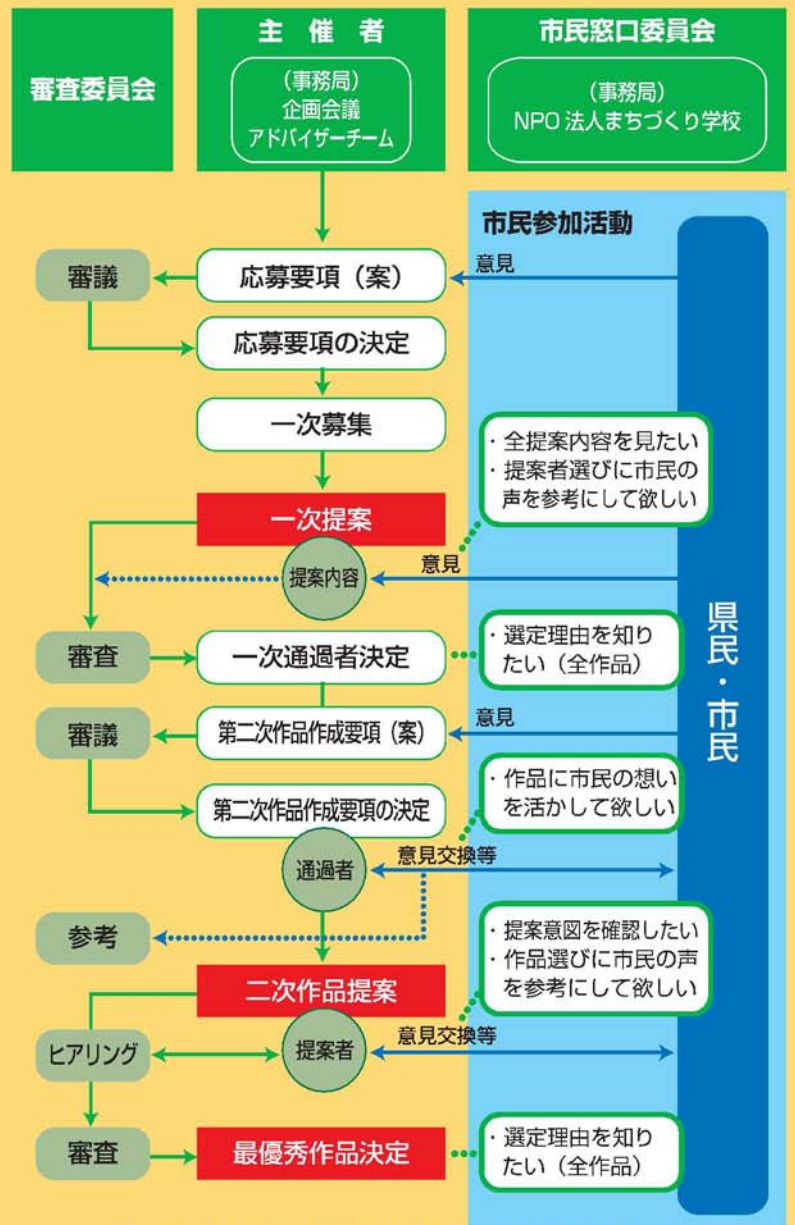 審査委員会
主催者
(事務局)
企画会議
アドバイザーチーム
市民窓口委員会
(事務局)
NPO法人まちづくり学校
市民参加活動
審議
応募要項（案）
意見
応募要項の決定
一次募集
・全提案内容を見たい
・提案者選びに市民の
声を参考にして欲しい
一次提案
提案内容
意見
県民・市民
審査
一次通過者決定
・選定理由を知り
たい（全作品）
審議
第二次作品作成要項（案）
意見
第二次作品作成要項の決定
・作品に市民の想い
を活かして欲しい
通過者
意見交換等
参考
・提案意図を確認したい
・作品選びに市民の声
を参考にして欲しい
二次作品提案
ヒアリング
提案者
意見交換等
審査
最優秀作品決定
・選定理由を知り
たい（全作品）